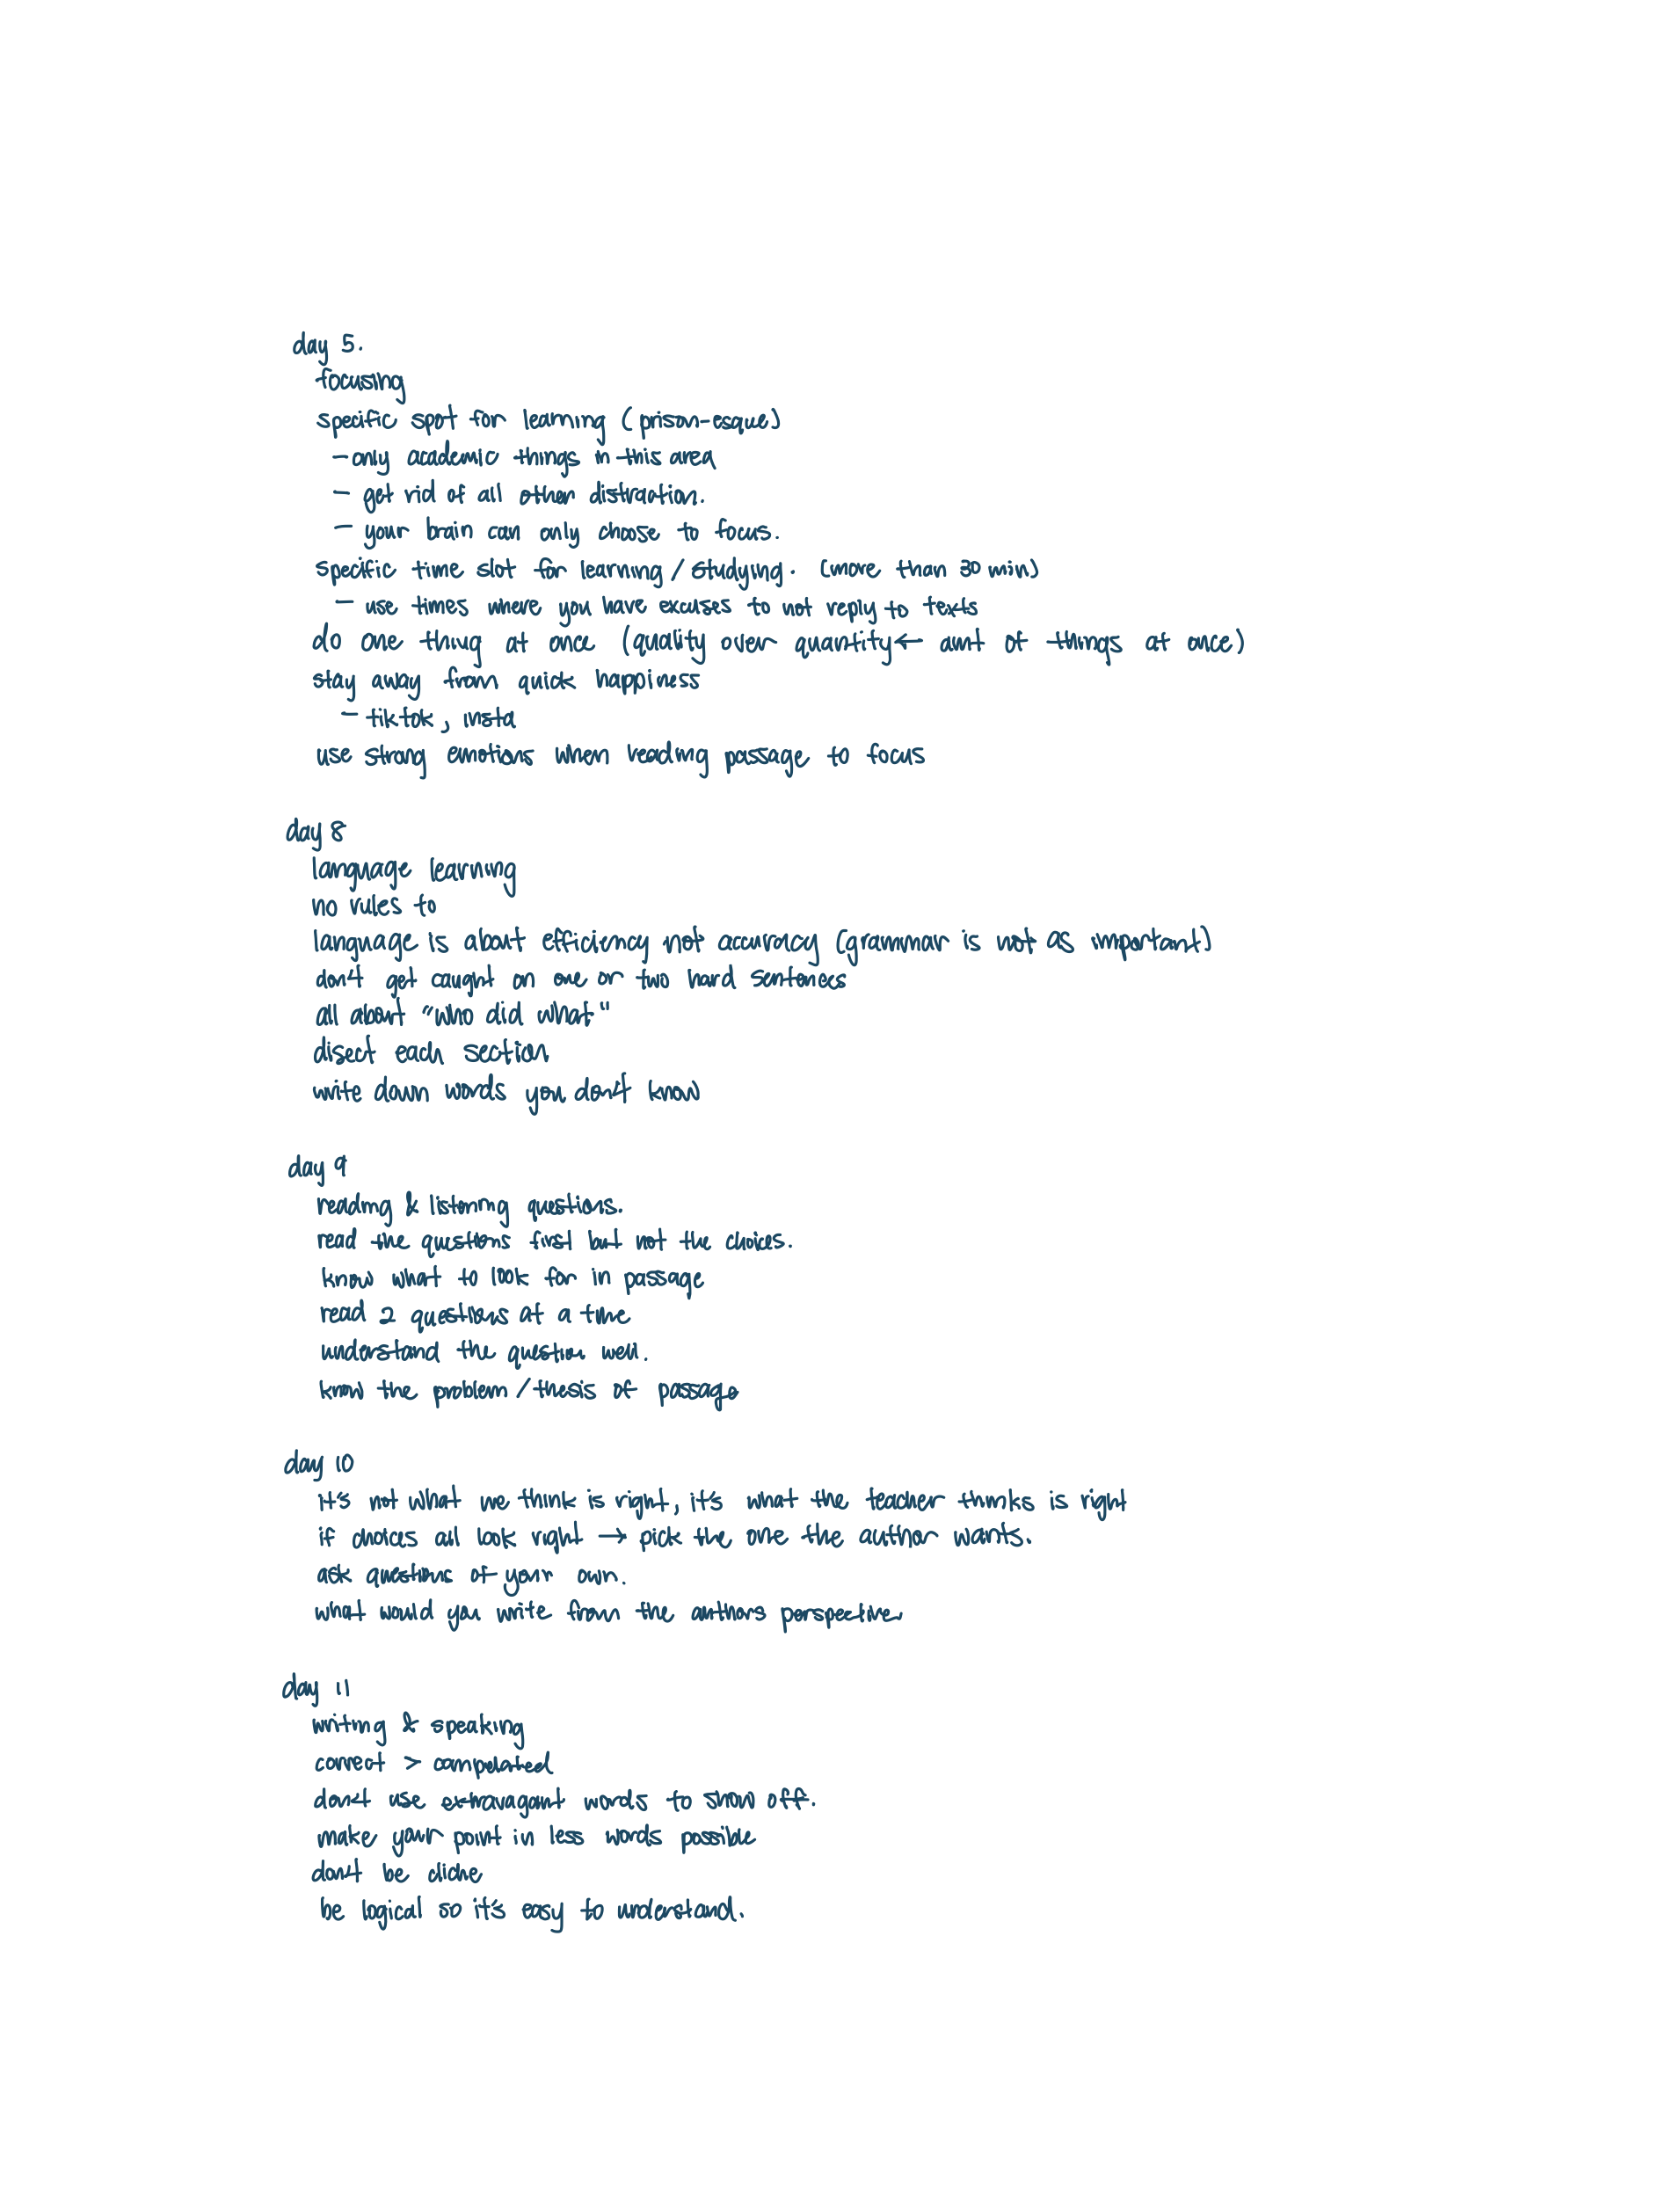 day 5.
focusing
specific spot for learning (prison-esque)
- only academic things in this area
- get rid of all other distraction.
- your brain can only choose to focus.
specific time slot for learning / studying. (more than 30 min)
- use times where you have excuses to not reply to texts
do one thing at once (quality over quantity ← amt of things at once)
stay away from quick happiness
- tiktok, insta
use strong emotions when reading passage to focus
day 8
language learning
no rules to
language is about efficiency not accuracy (grammar is not as important)
don't get caught on one or two hard sentences
all about "who did what"
disect each section
write down words you don't know
day 9
reading & listening questions.
read the questions first but not the choices.
know what to look for in passage
read 2 questions at a time
understand the question well.
know the problem / thesis of passage
day 10
it's not what we think is right, it's what the teacher thinks is right
if choices all look right → pick the one the author wants.
ask questions of your own.
what would you write from the authors perspective
day 11
writing & speaking
correct >
don't use extravagant words to show off.
make your point in less words possible
don't be cliche
be logical so it's easy to understand.